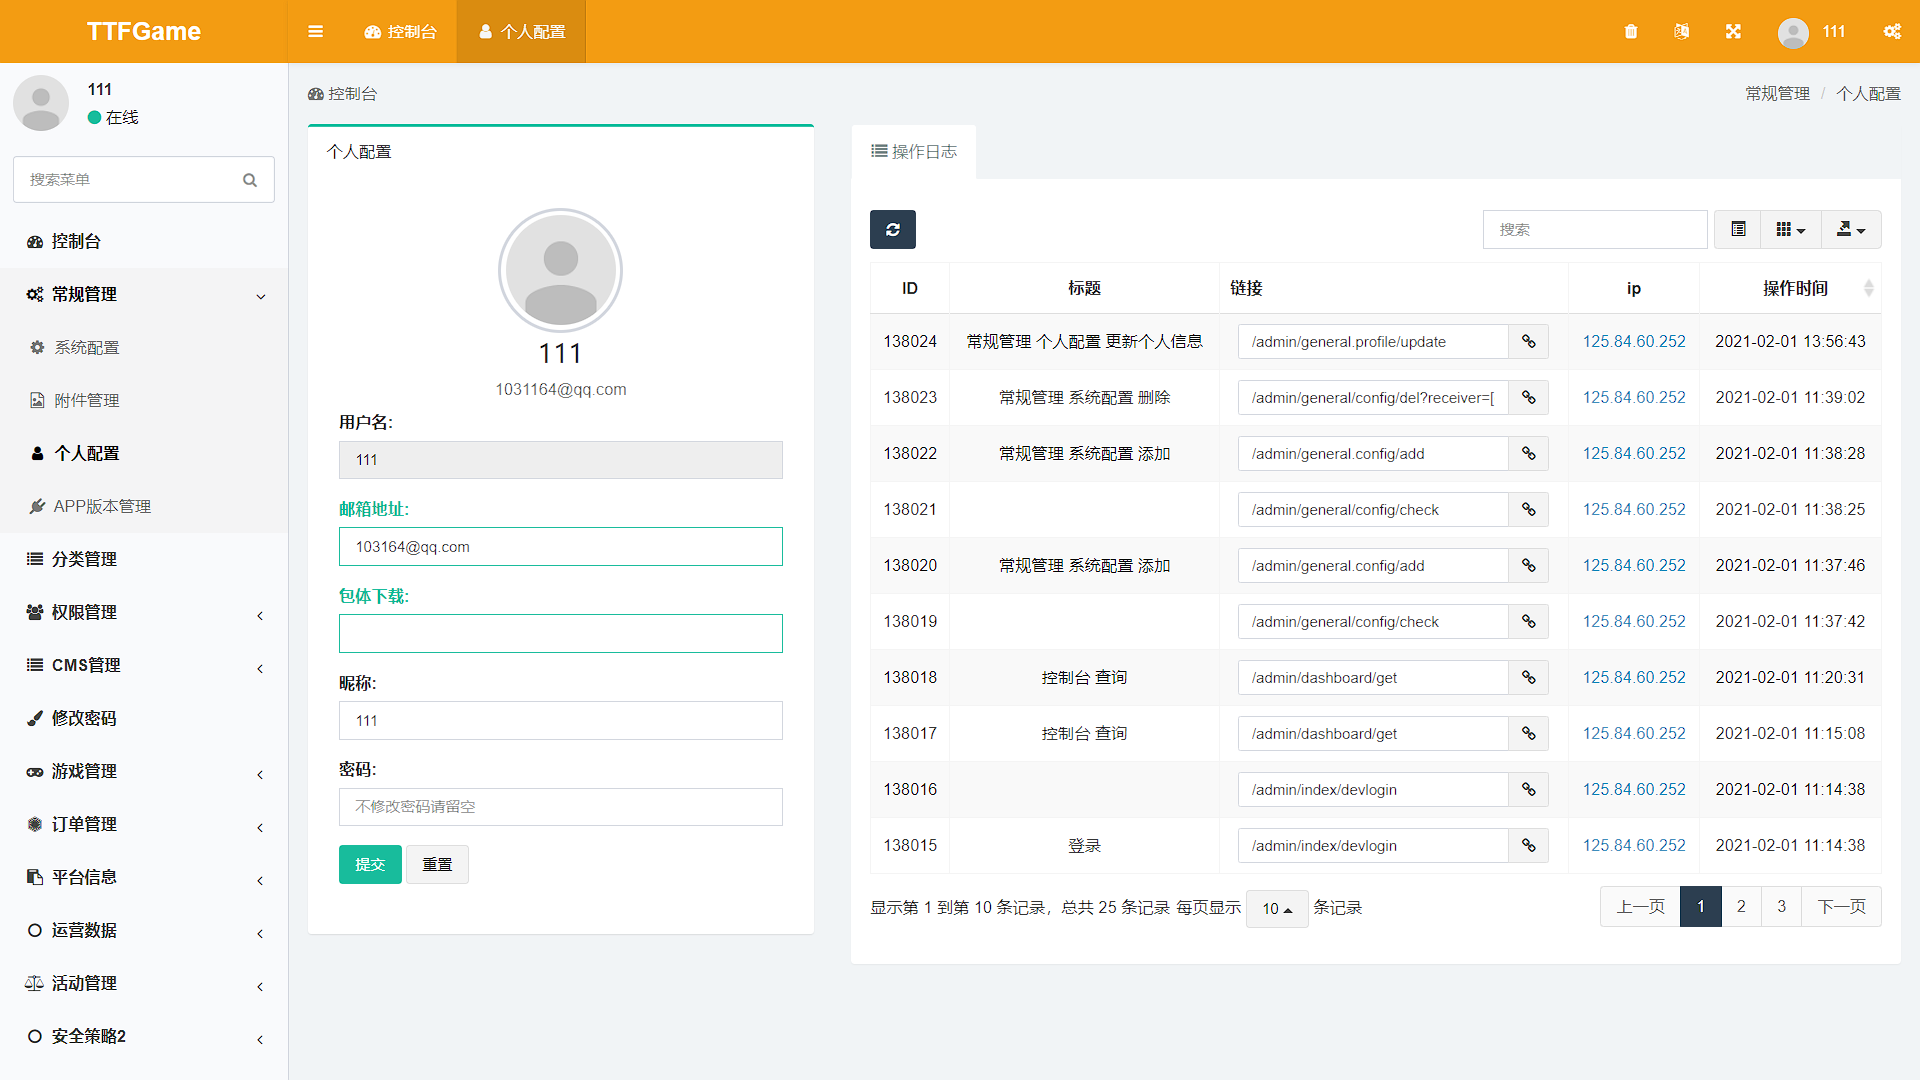 TTFGame
控制台
个人配置
111
111
在线
搜索菜单
控制台
常规管理
系统配置
附件管理
个人配置
APP版本管理
分类管理
权限管理
CMS管理
修改密码
游戏管理
订单管理
平台信息
运营数据
活动管理
安全策略2
控制台
常规管理 / 个人配置
个人配置
111
1031164@qq.com
用户名:
111
邮箱地址:
103164@qq.com
包体下载:
昵称:
111
密码:
不修改密码请留空
提交 重置
操作日志
搜索
ID 标题 链接 ip 操作时间
138024 常规管理 个人配置 更新个人信息 /admin/general.profile/update 125.84.60.252 2021-02-01 13:56:43
138023 常规管理 系统配置 删除 /admin/general/config/del?receiver=[ 125.84.60.252 2021-02-01 11:39:02
138022 常规管理 系统配置 添加 /admin/general.config/add 125.84.60.252 2021-02-01 11:38:28
138021 /admin/general/config/check 125.84.60.252 2021-02-01 11:38:25
138020 常规管理 系统配置 添加 /admin/general.config/add 125.84.60.252 2021-02-01 11:37:46
138019 /admin/general/config/check 125.84.60.252 2021-02-01 11:37:42
138018 控制台 查询 /admin/dashboard/get 125.84.60.252 2021-02-01 11:20:31
138017 控制台 查询 /admin/dashboard/get 125.84.60.252 2021-02-01 11:15:08
138016 /admin/index/devlogin 125.84.60.252 2021-02-01 11:14:38
138015 登录 /admin/index/devlogin 125.84.60.252 2021-02-01 11:14:38
显示第 1 到第 10 条记录，总共 25 条记录 每页显示 10 条记录
上一页 1 2 3 下一页